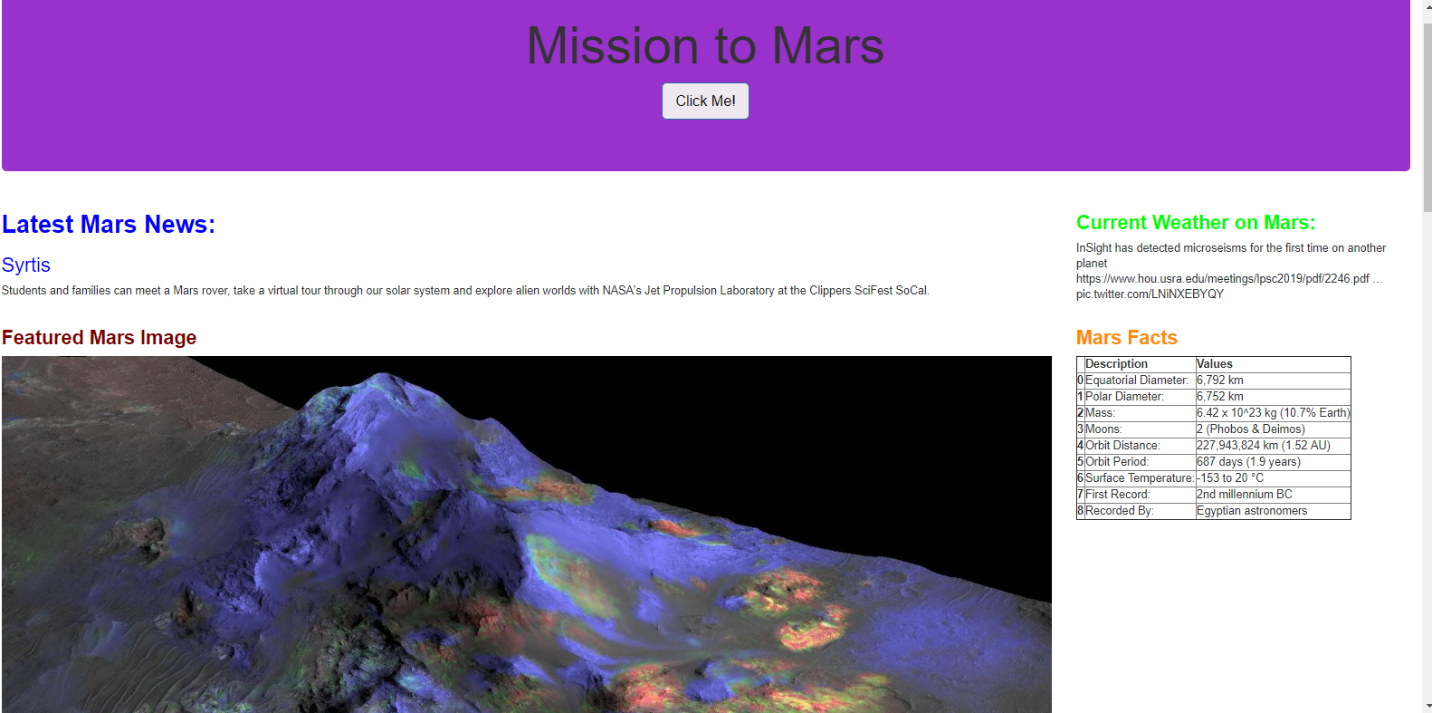 Mission to Mars
Click Me!
Latest Mars News:
Syrtis
Students and families can meet a Mars rover, take a virtual tour through our solar system and explore alien worlds with NASA's Jet Propulsion Laboratory at the Clippers SciFest SoCal.
Current Weather on Mars:
InSight has detected microseisms for the first time on another
planet
https://www.hou.usra.edu/meetings/lpsc2019/pdf/2246.pdf …
pic.twitter.com/LNiNXEBYQY
Featured Mars Image
Mars Facts
Description Values
0 Equatorial Diameter: 6,792 km
1 Polar Diameter: 6,752 km
2 Mass: 6.42 x 10^23 kg (10.7% Earth)
3 Moons: 2 (Phobos & Deimos)
4 Orbit Distance: 227,943,824 km (1.52 AU)
5 Orbit Period: 687 days (1.9 years)
6 Surface Temperature: -153 to 20 °C
7 First Record: 2nd millennium BC
8 Recorded By: Egyptian astronomers